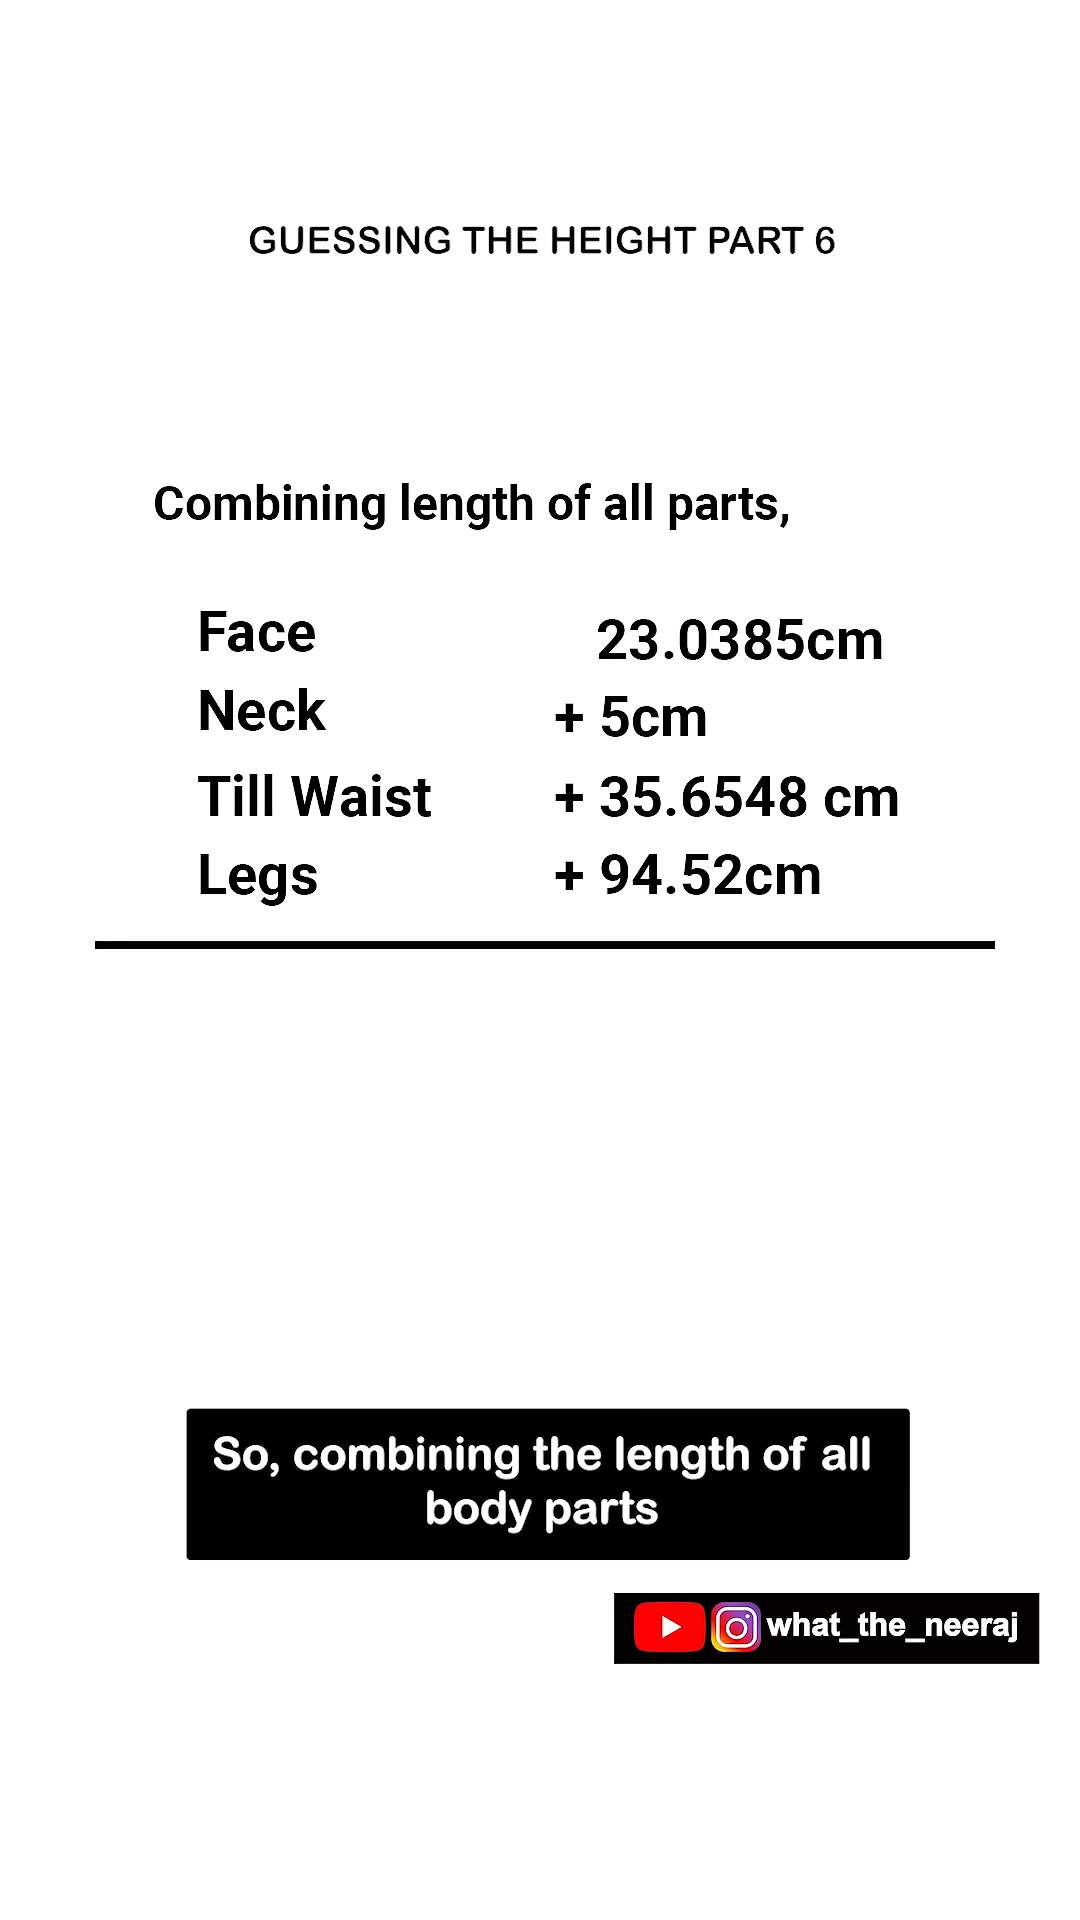 GUESSING THE HEIGHT PART 6
Combining length of all parts,
Face 23.0385cm
Neck + 5cm
Till Waist + 35.6548 cm
Legs + 94.52cm
So, combining the length of all
body parts
what_the_neeraj